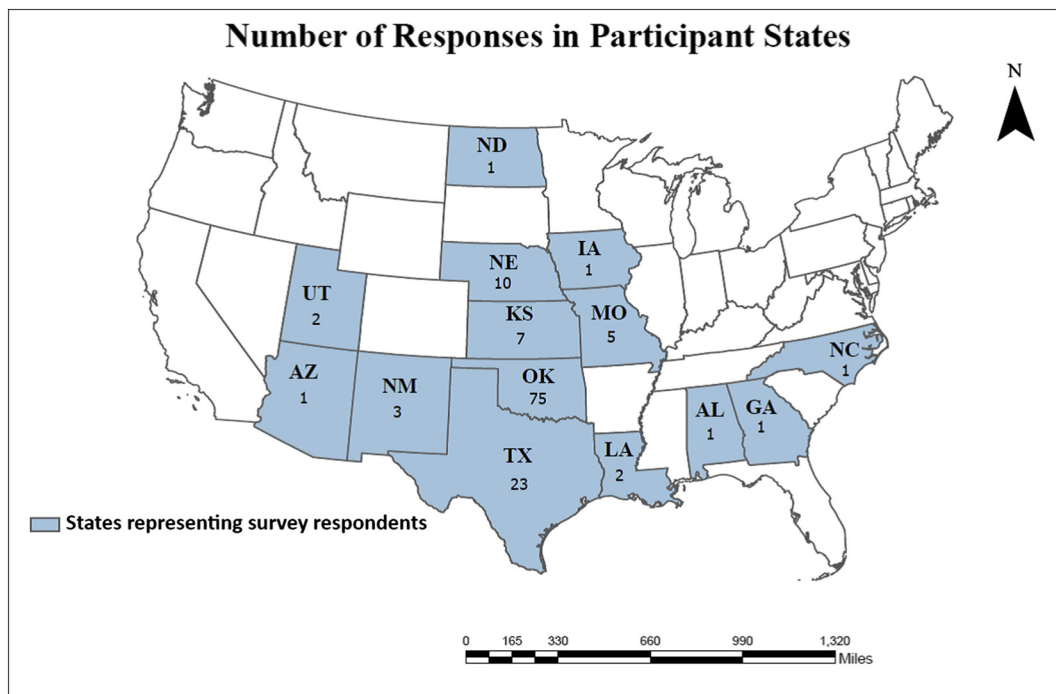 Number of Responses in Participant States
N
ND
1
IA
1
NE
10
UT
2
KS
7
MO
5
NC
1
AZ
1
NM
3
OK
75
AL
1
GA
1
TX
23
LA
2
States representing survey respondents
0 165 330 660 990 1,320
Miles